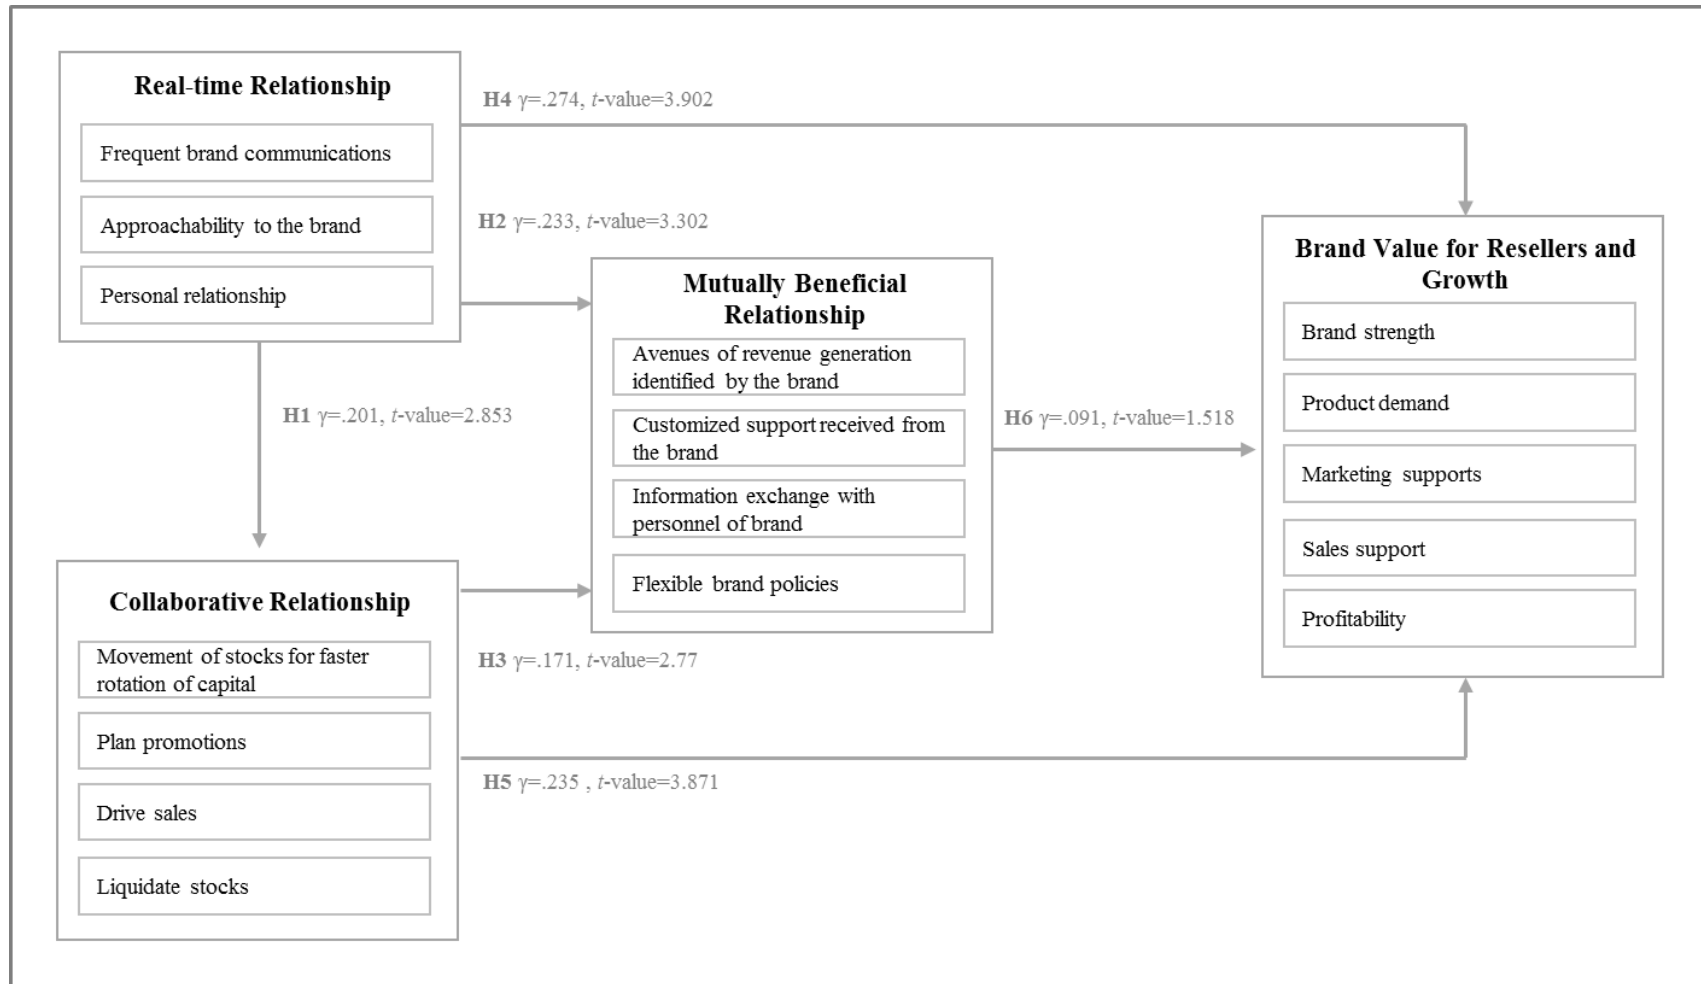 Real-time Relationship
Frequent brand communications
Approachability to the brand
Personal relationship
H4 γ=.274, t-value=3.902
H2 γ=.233, t-value=3.302
H1 γ=.201, t-value=2.853
Mutually Beneficial
Relationship
Avenues of revenue generation
identified by the brand
Customized support received from
the brand
Information exchange with
personnel of brand
Flexible brand policies
H6 γ=.091, t-value=1.518
Brand Value for Resellers and
Growth
Brand strength
Product demand
Marketing supports
Sales support
Profitability
Collaborative Relationship
Movement of stocks for faster
rotation of capital
Plan promotions
Drive sales
Liquidate stocks
H3 γ=.171, t-value=2.77
H5 γ=.235 , t-value=3.871